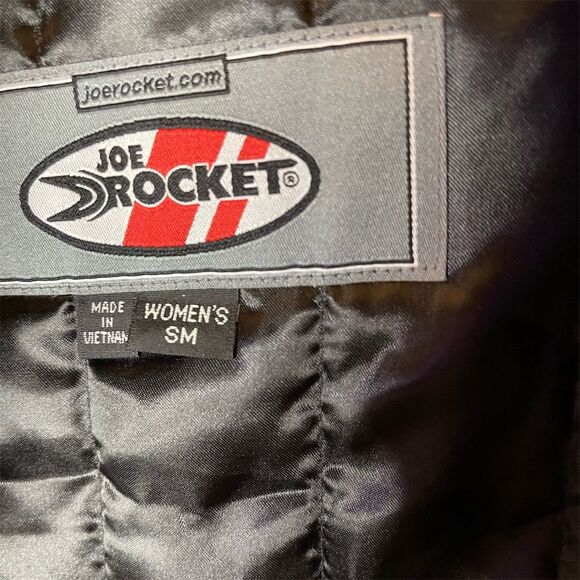 joerocket.com
JOE
ROCKET®
MADE
IN
VIETNAM
WOMEN'S
SM